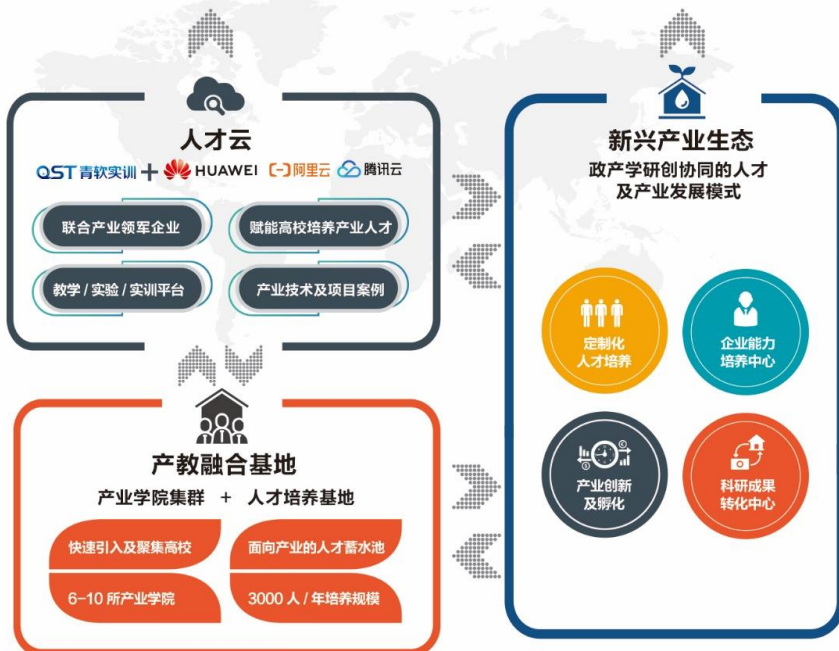 人才云
QST 青软实训 + HUAWEI 阿里云 腾讯云
联合产业领军企业
赋能高校培养产业人才
教学 / 实验 / 实训平台
产业技术及项目案例
产教融合基地
产业学院集群 + 人才培养基地
快速引入及聚集高校
面向产业的人才蓄水池
6-10 所产业学院
3000 人 / 年培养规模
新兴产业生态
政产学研创协同的人才
及产业发展模式
定制化
人才培养
企业能力
培养中心
产业创新
及孵化
科研成果
转化中心